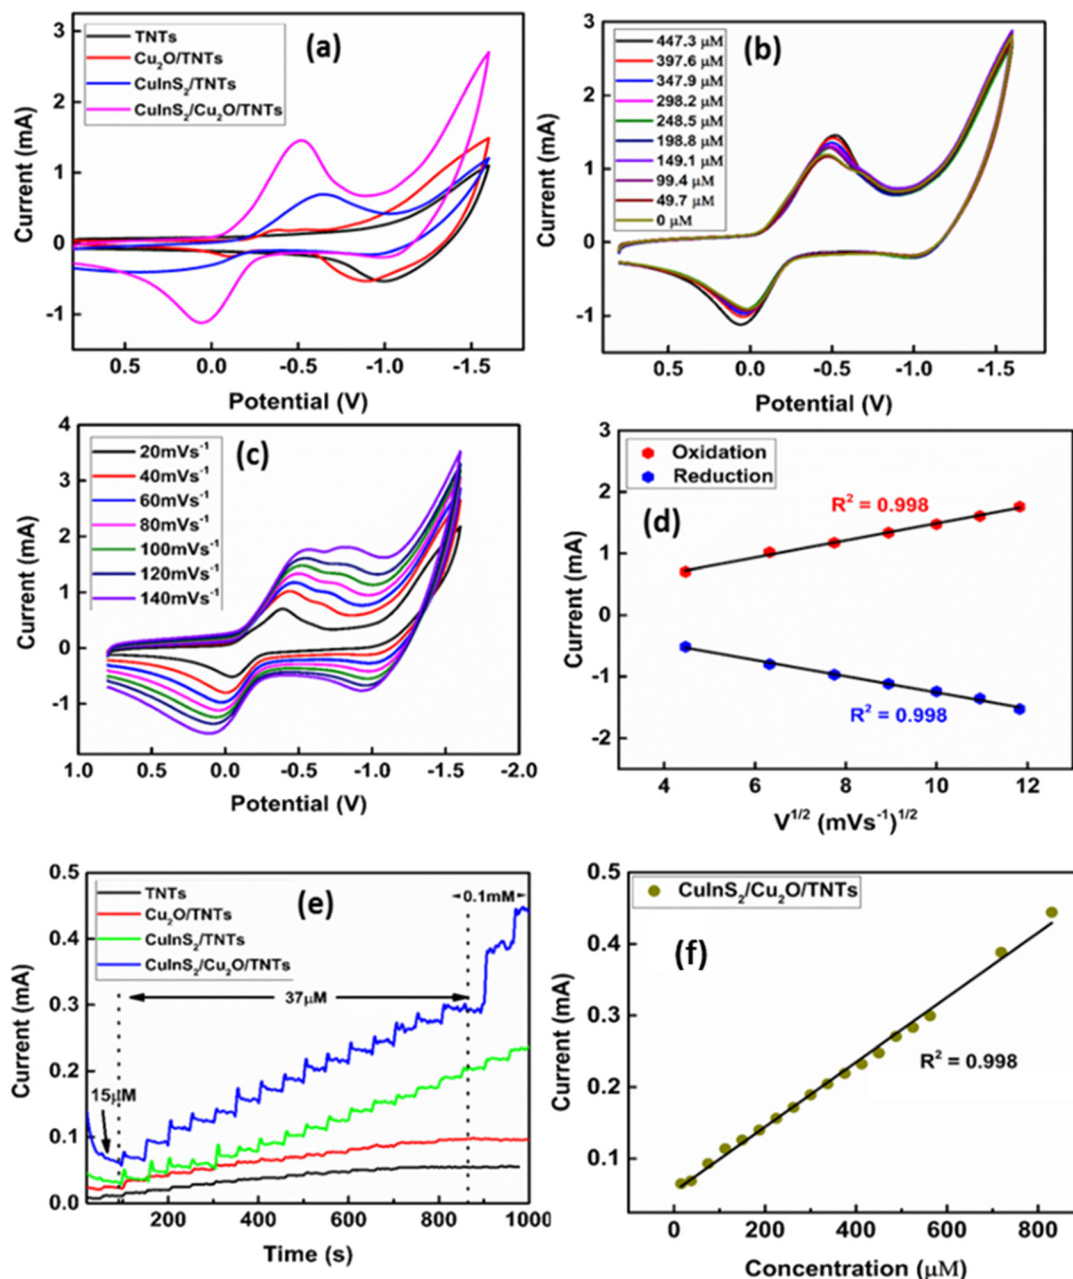 (a)
TNTs
Cu₂O/TNTs
CuInS₂/TNTs
CuInS₂/Cu₂O/TNTs
3
2
1
0
-1
Current (mA)
0.5
0.0
-0.5
-1.0
-1.5
Potential (V)
(b)
447.3 μM
397.6 μM
347.9 μM
298.2 μM
248.5 μM
198.8 μM
149.1 μM
99.4 μM
49.7 μM
0 μM
3
2
1
0
-1
Current (mA)
0.5
0.0
-0.5
-1.0
-1.5
Potential (V)
(c)
20mVs⁻¹
40mVs⁻¹
60mVs⁻¹
80mVs⁻¹
100mVs⁻¹
120mVs⁻¹
140mVs⁻¹
4
3
2
1
0
-1
Current (mA)
1.0
0.5
0.0
-0.5
-1.0
-1.5
-2.0
Potential (V)
Oxidation
Reduction
(d)
R² = 0.998
R² = 0.998
3
2
1
0
-1
-2
Current (mA)
4
6
8
10
12
V¹ᐟ² (mVs⁻¹)¹ᐟ²
TNTs
Cu₂O/TNTs
CuInS₂/TNTs
CuInS₂/Cu₂O/TNTs
(e)
0.1mM
37μM
15μM
0.5
0.4
0.3
0.2
0.1
0.0
Current (mA)
200
400
600
800
1000
Time (s)
CuInS₂/Cu₂O/TNTs
(f)
R² = 0.998
0.5
0.4
0.3
0.2
0.1
Current (mA)
0
200
400
600
800
Concentration (μM)